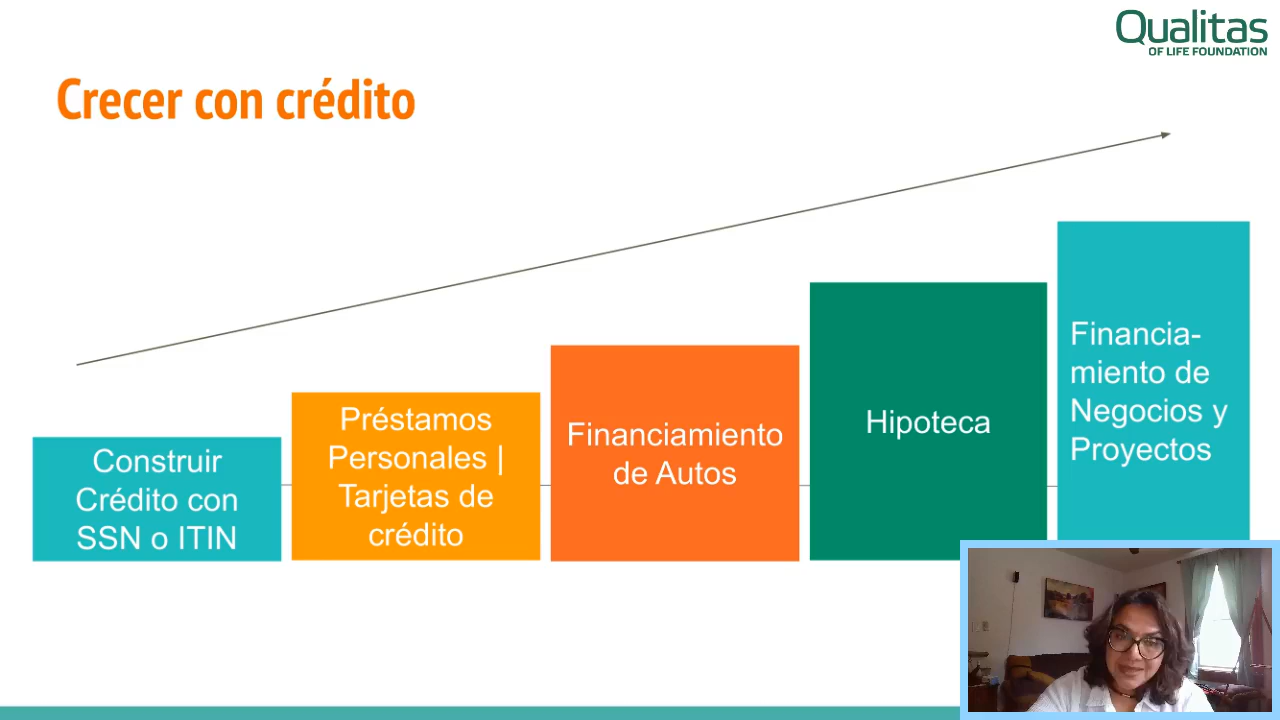 Qualitas
OF LIFE FOUNDATION
Crecer con crédito
Construir
Crédito con
SSN o ITIN
Préstamos
Personales |
Tarjetas de
crédito
Financiamiento
de Autos
Hipoteca
Financia-
miento de
Negocios y
Proyectos